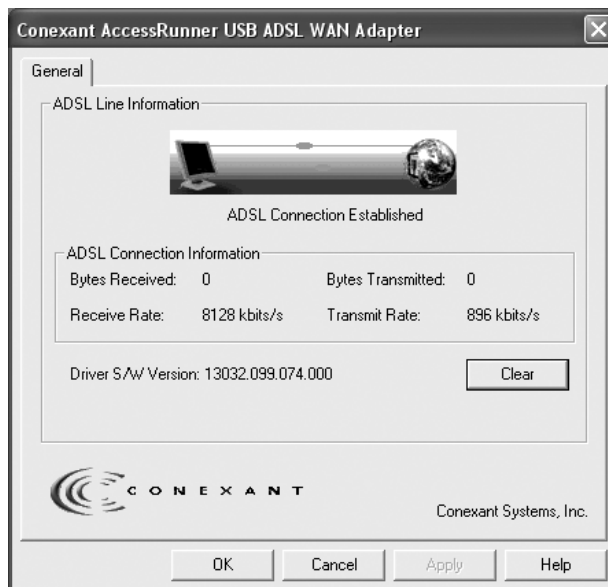 Conexant AccessRunner USB ADSL WAN Adapter
General
ADSL Line Information
ADSL Connection Established
ADSL Connection Information
Bytes Received: 0 Bytes Transmitted: 0
Receive Rate: 8128 kbits/s Transmit Rate: 896 kbits/s
Driver S/W Version: 13032.099.074.000 Clear
CONEXANT
Conexant Systems, Inc.
OK Cancel Apply Help